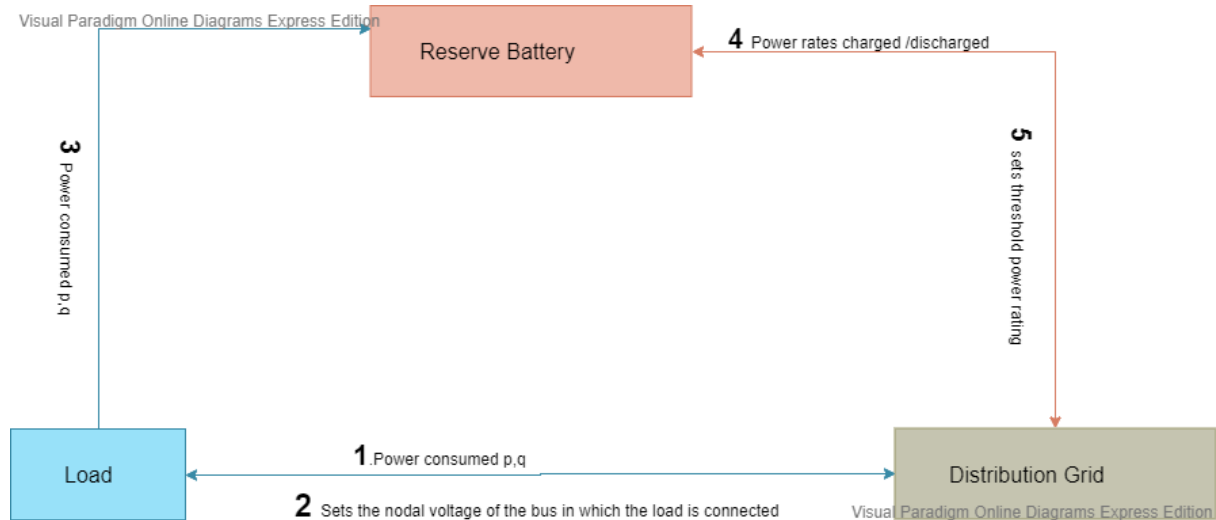 Visual Paradigm Online Diagrams Express Edition
Reserve Battery
4 Power rates charged /discharged
3 Power consumed p,q
5 sets threshold power rating
Load
1.Power consumed p,q
Distribution Grid
2 Sets the nodal voltage of the bus in which the load is connected
Visual Paradigm Online Diagrams Express Edition